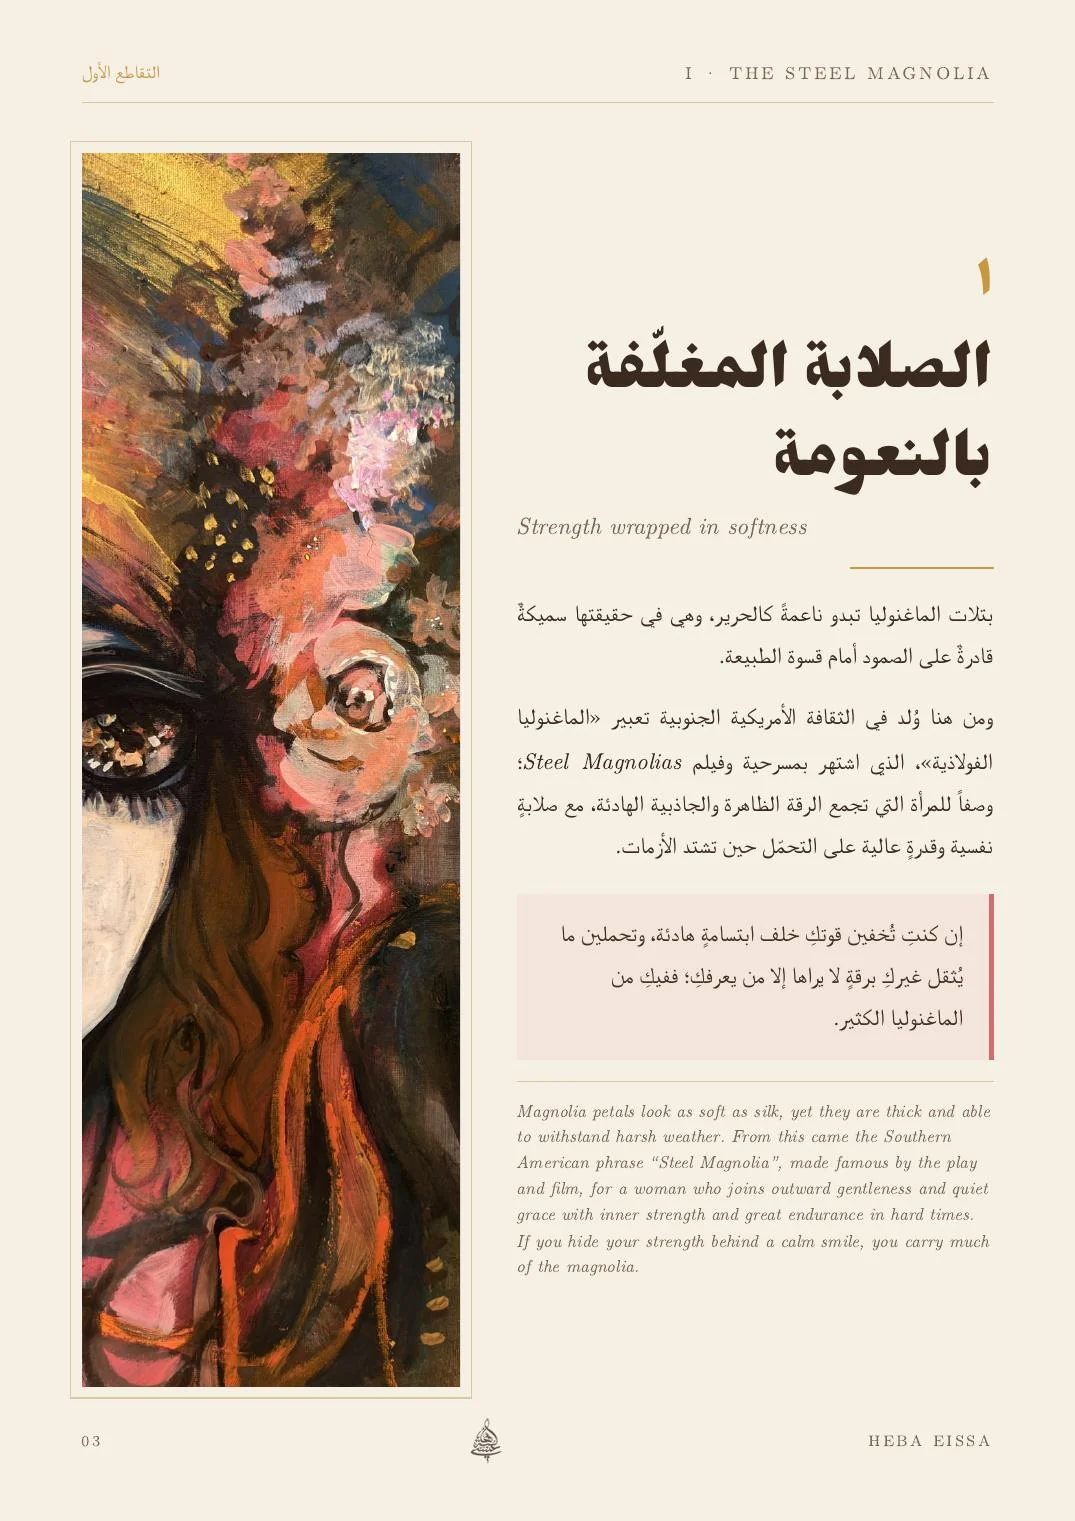 التقاطع الأول
I · THE STEEL MAGNOLIA
١
الصلابة المغلّفة
بالنعومة
Strength wrapped in softness
بتلات الماغنوليا تبدو ناعمةً كالحرير، وهي في حقيقتها سميكةٌ
قادرةٌ على الصمود أمام قسوة الطبيعة.
ومن هنا وُلد في الثقافة الأمريكية الجنوبية تعبير «الماغنوليا
الفولاذية»، الذي اشتهر بمسرحية وفيلم Steel Magnolias؛
وصفاً للمرأة التي تجمع الرقة الظاهرة والجاذبية الهادئة، مع صلابةٍ
نفسية وقدرةٍ عالية على التحمّل حين تشتد الأزمات.
إن كنتِ تُخفين قوتكِ خلف ابتسامةٍ هادئة، وتحملين ما
يُثقل غيركِ برقةٍ لا يراها إلا من يعرفكِ؛ ففيكِ من
الماغنوليا الكثير.
Magnolia petals look as soft as silk, yet they are thick and able
to withstand harsh weather. From this came the Southern
American phrase “Steel Magnolia”, made famous by the play
and film, for a woman who joins outward gentleness and quiet
grace with inner strength and great endurance in hard times.
If you hide your strength behind a calm smile, you carry much
of the magnolia.
03
HEBA EISSA